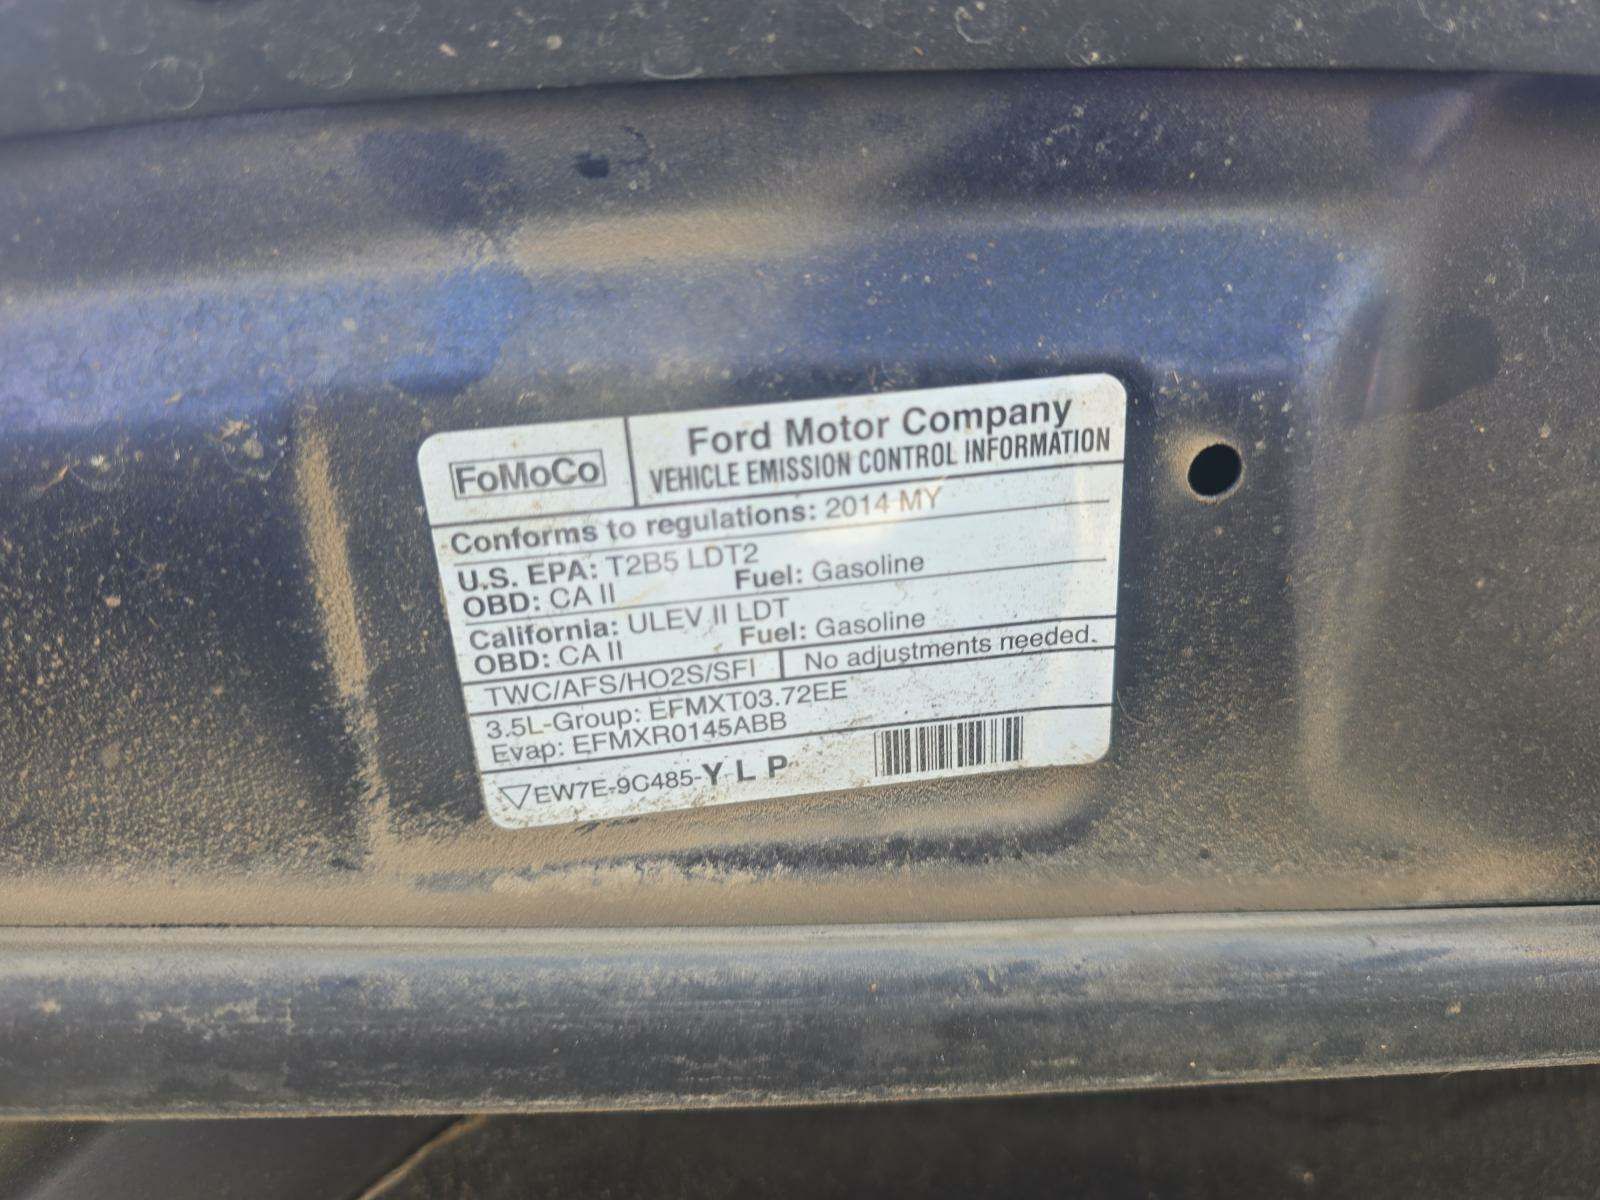 FoMoCo
Ford Motor Company
VEHICLE EMISSION CONTROL INFORMATION
Conforms to regulations: 2014 MY
U.S. EPA: T2B5 LDT2
OBD: CA II Fuel: Gasoline
California: ULEV II LDT
OBD: CA II Fuel: Gasoline
TWC/AFS/HO2S/SFI No adjustments needed.
3.5L-Group: EFMXT03.72EE
Evap: EFMXR0145ABB
EW7E-9C485-Y L P